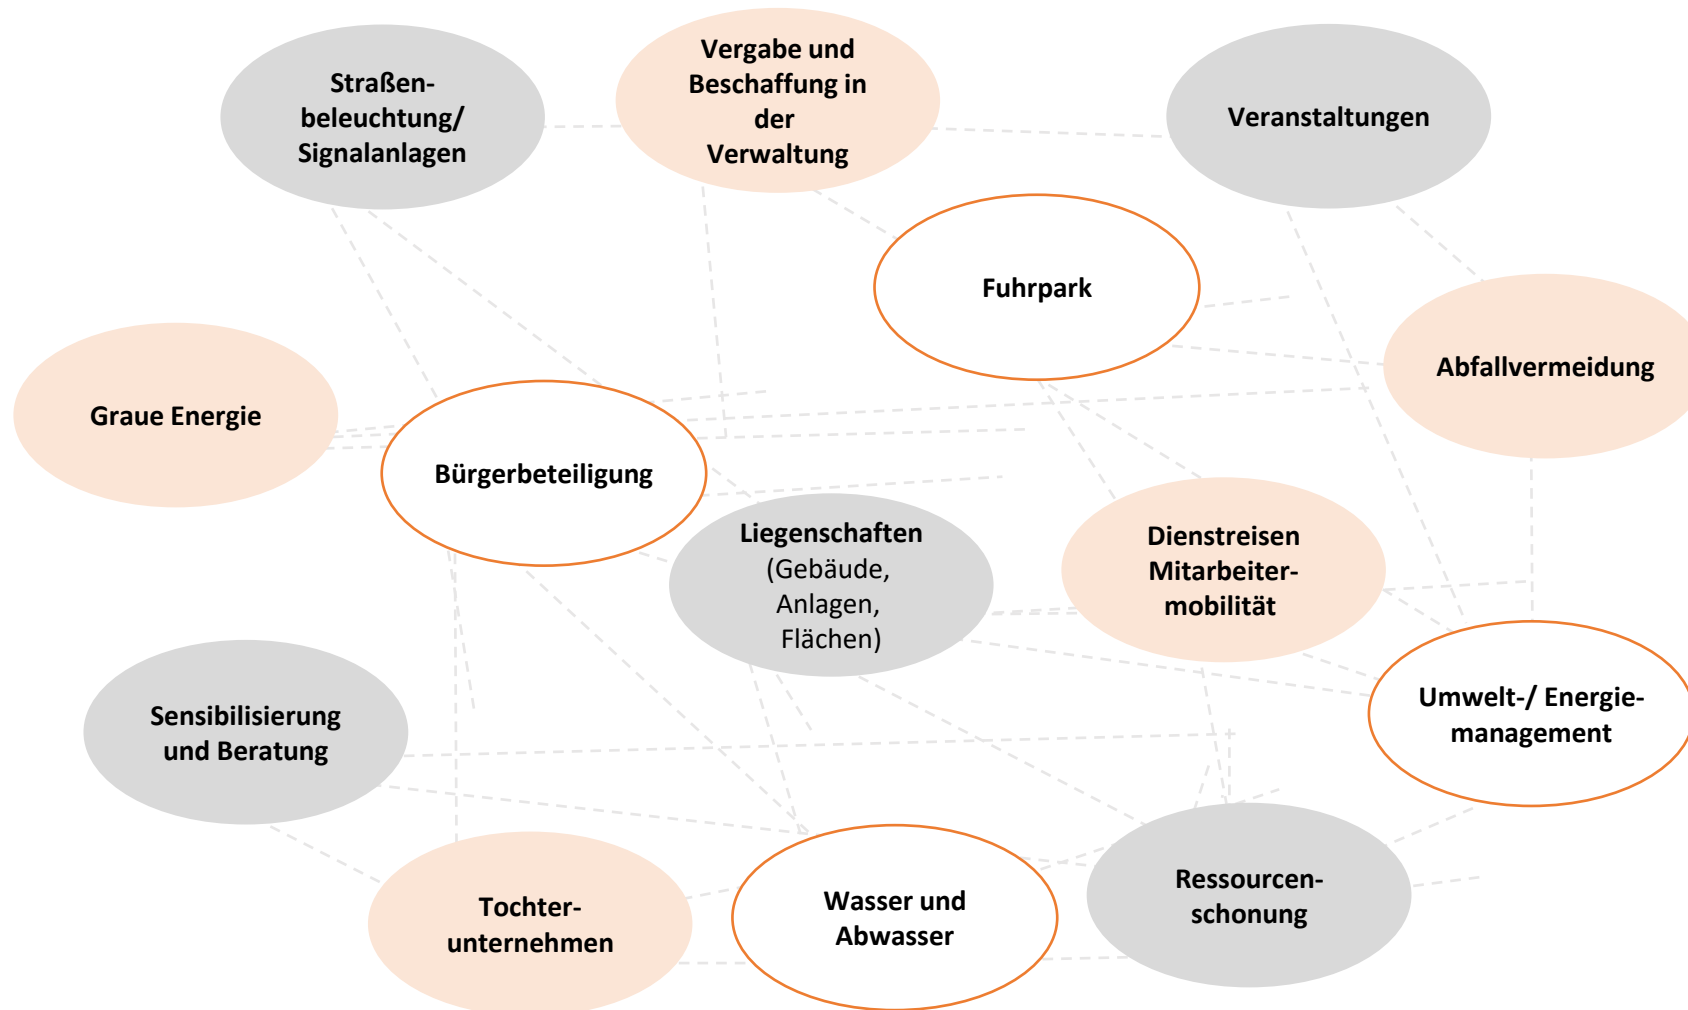 Straßen-
beleuchtung/
Signalanlagen
Vergabe und
Beschaffung in
der
Verwaltung
Veranstaltungen
Fuhrpark
Abfallvermeidung
Graue Energie
Bürgerbeteiligung
Liegenschaften
(Gebäude,
Anlagen,
Flächen)
Dienstreisen
Mitarbeiter-
mobilität
Umwelt-/ Energie-
management
Sensibilisierung
und Beratung
Tochter-
unternehmen
Wasser und
Abwasser
Ressourcen-
schonung